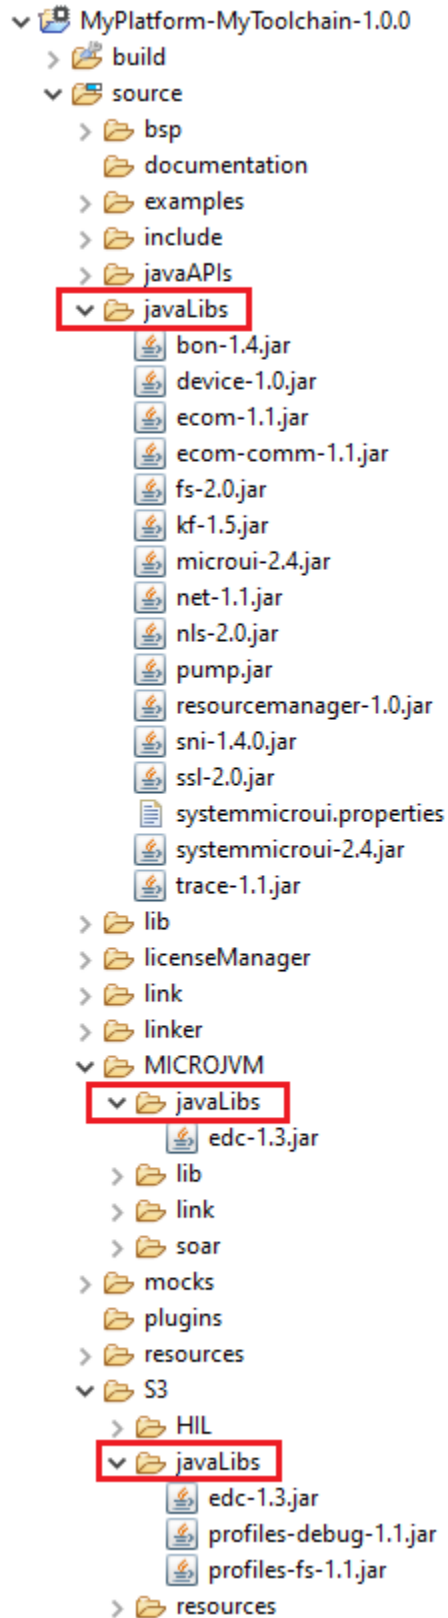 MyPlatform-MyToolchain-1.0.0
build
source
bsp
documentation
examples
include
javaAPIs
javaLibs
bon-1.4.jar
device-1.0.jar
ecom-1.1.jar
ecom-comm-1.1.jar
fs-2.0.jar
kf-1.5.jar
microui-2.4.jar
net-1.1.jar
nls-2.0.jar
pump.jar
resourcemanager-1.0.jar
sni-1.4.0.jar
ssl-2.0.jar
systemmicroui.properties
systemmicroui-2.4.jar
trace-1.1.jar
lib
licenseManager
link
linker
MICROJVM
javaLibs
edc-1.3.jar
lib
link
soar
mocks
plugins
resources
S3
HIL
javaLibs
edc-1.3.jar
profiles-debug-1.1.jar
profiles-fs-1.1.jar
resources